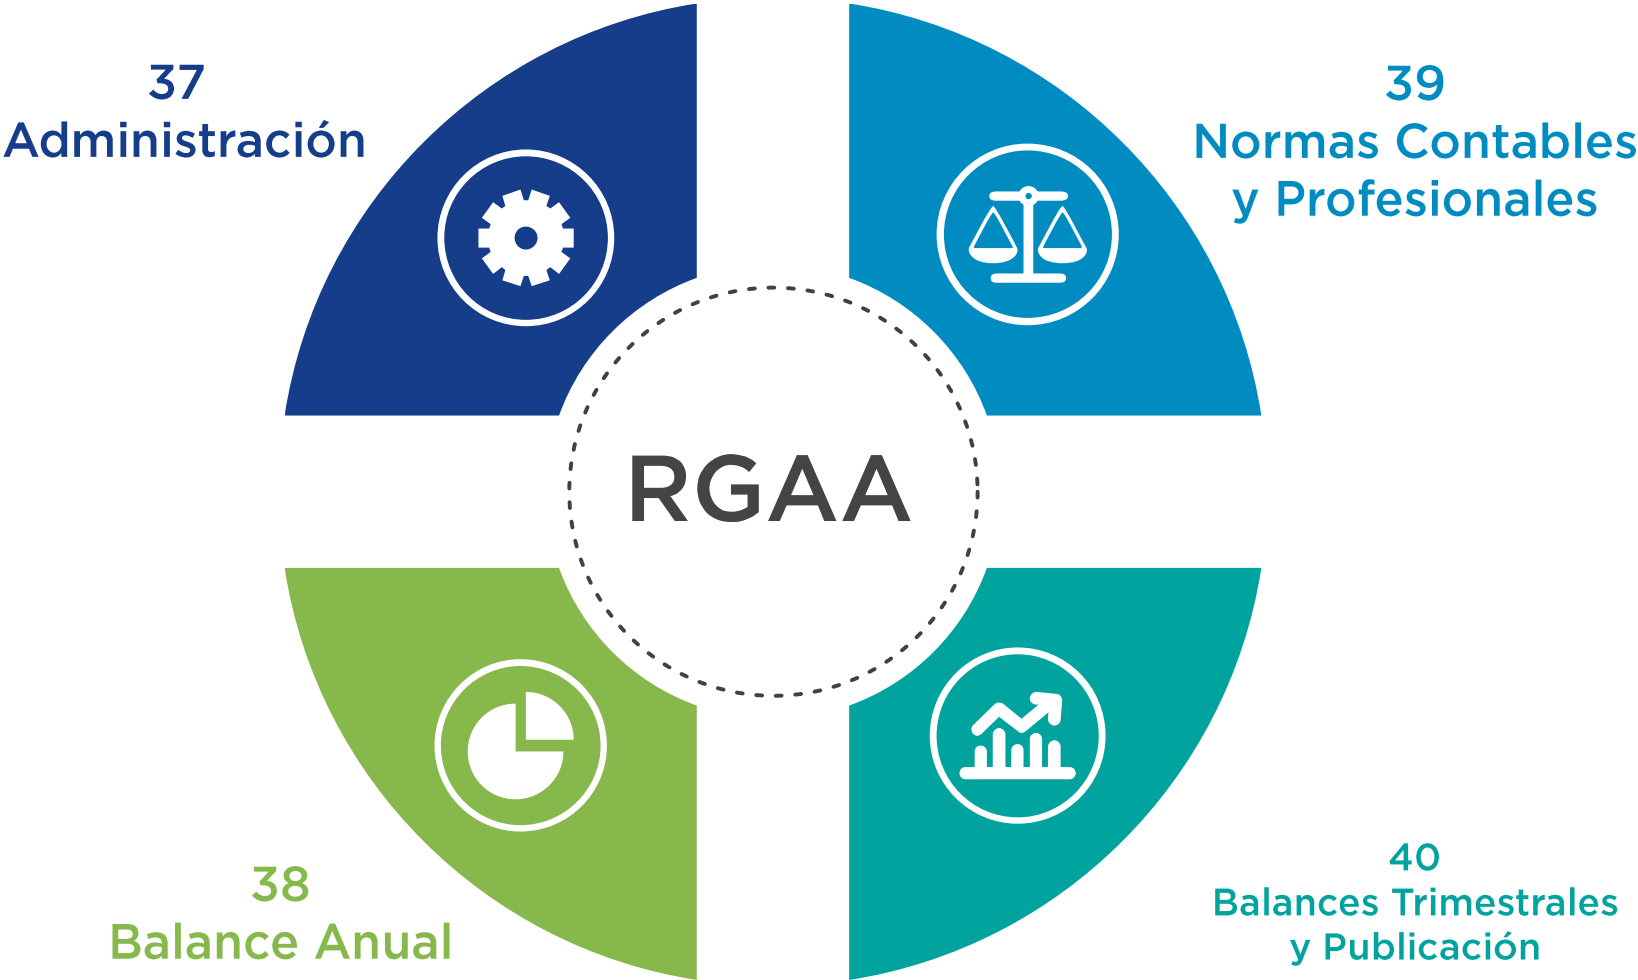 37
Administración
39
Normas Contables
y Profesionales
RGAA
38
Balance Anual
40
Balances Trimestrales
y Publicación